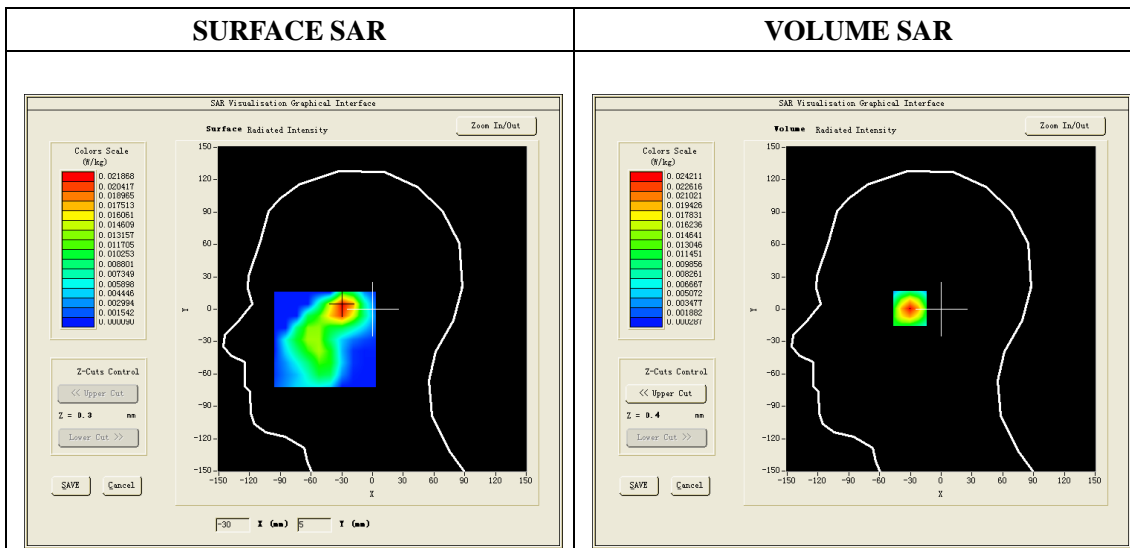 SURFACE SAR
VOLUME SAR
SAR Visualisation Graphical Interface
Surface Radiated Intensity
Zoom In/Out
Colors Scale
(W/kg)
0.021868
0.020417
0.018965
0.017513
0.016061
0.014609
0.013157
0.011705
0.010253
0.008801
0.007349
0.005898
0.004446
0.002994
0.001542
0.000090
150
120
90
60
30
0
-30
-60
-90
-120
-150
Y
-150 -120 -90 -60 -30 0 30 60 90 120 150
X
Z-Cuts Control
<< Upper Cut
Z = 0.3 mm
Lower Cut >>
SAVE Cancel
-30 X (mm) 5 Y (mm)
SAR Visualisation Graphical Interface
Volume Radiated Intensity
Zoom In/Out
Colors Scale
(W/kg)
0.024211
0.022616
0.021021
0.019426
0.017831
0.016236
0.014641
0.013046
0.011451
0.009856
0.008261
0.006667
0.005072
0.003477
0.001882
0.000287
150
120
90
60
30
0
-30
-60
-90
-120
-150
Y
-150 -120 -90 -60 -30 0 30 60 90 120 150
X
Z-Cuts Control
<< Upper Cut
Z = 0.4 mm
Lower Cut >>
SAVE Cancel